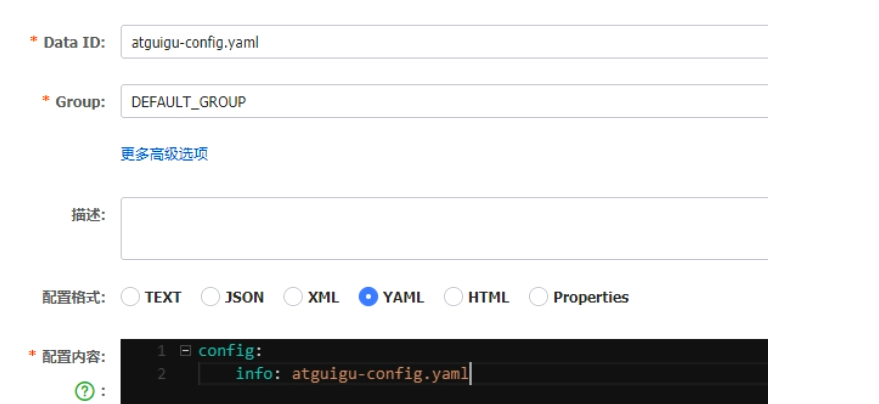 * Data ID: atguigu-config.yaml
* Group: DEFAULT_GROUP
更多高级选项
描述:
配置格式: TEXT JSON XML YAML HTML Properties
* 配置内容: 1 config:
2 info: atguigu-config.yaml
? :